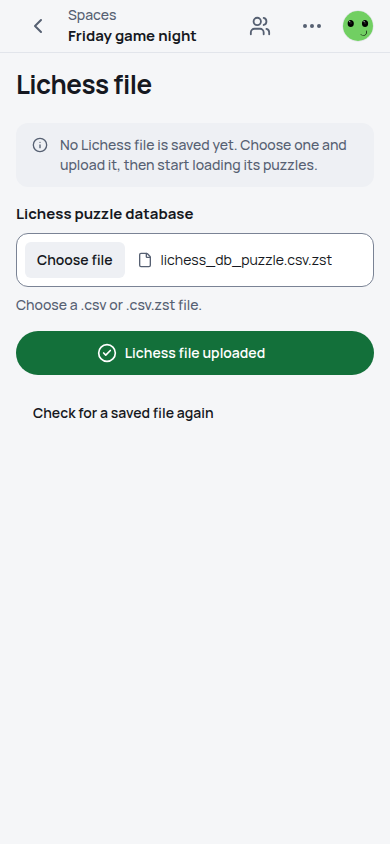 Spaces
Friday game night
Lichess file
No Lichess file is saved yet. Choose one and
upload it, then start loading its puzzles.
Lichess puzzle database
Choose file lichess_db_puzzle.csv.zst
Choose a .csv or .csv.zst file.
Lichess file uploaded
Check for a saved file again